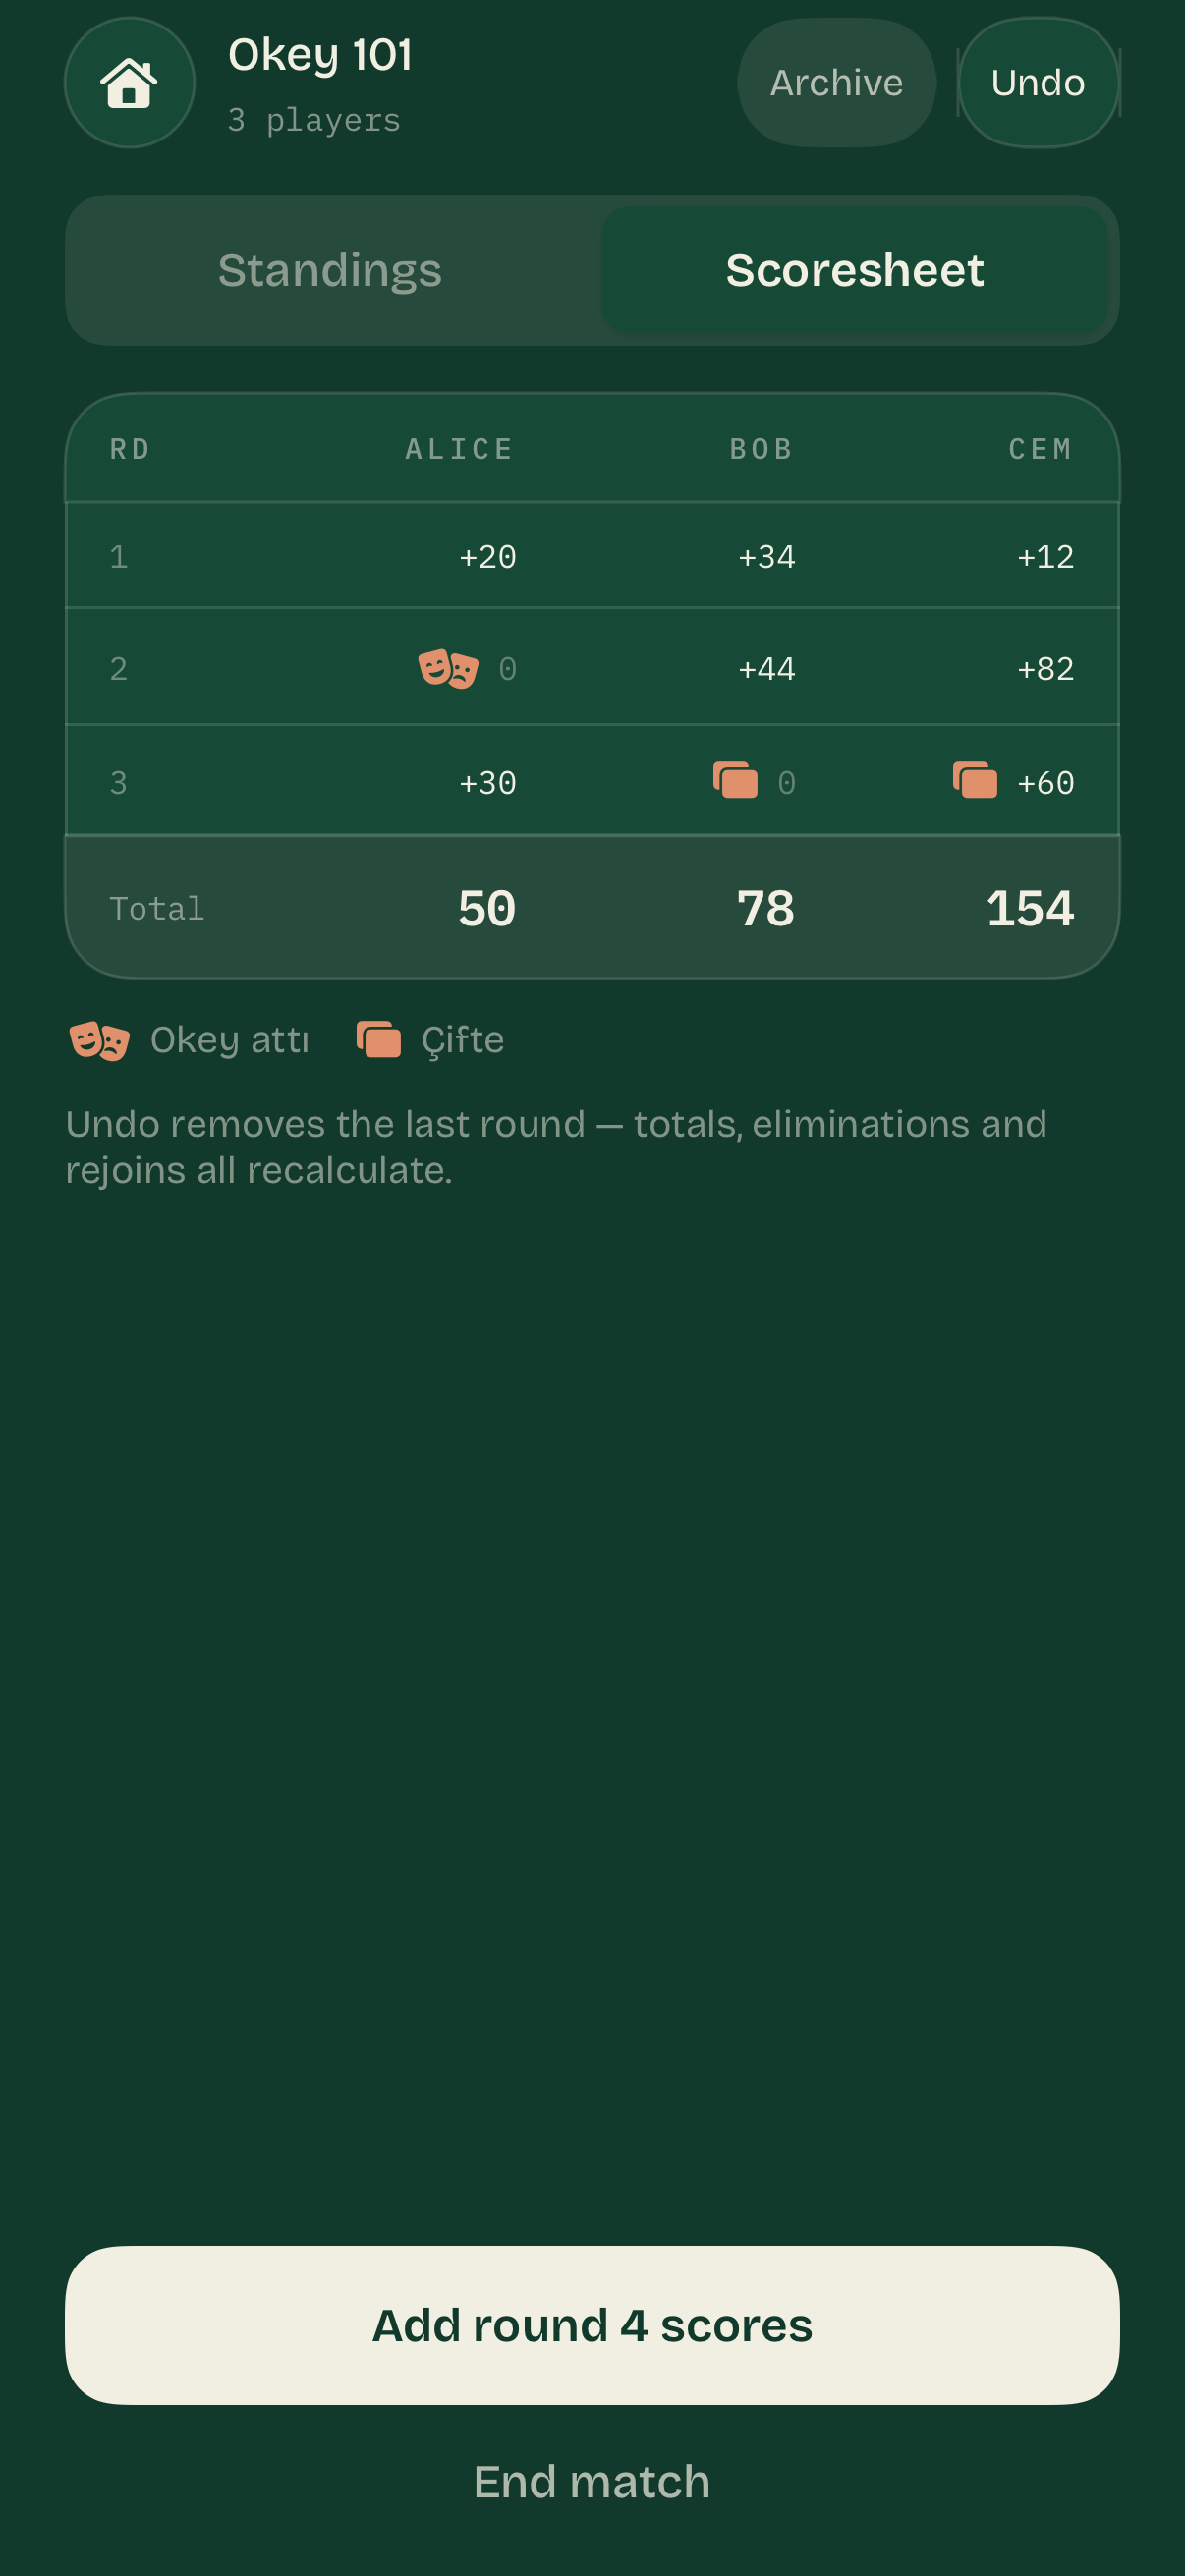 Okey 101
3 players
Archive
Undo
Standings
Scoresheet
RD ALICE BOB CEM
1 +20 +34 +12
2 0 +44 +82
3 +30 0 +60
Total 50 78 154
Okey attı Çifte
Undo removes the last round — totals, eliminations and
rejoins all recalculate.
Add round 4 scores
End match